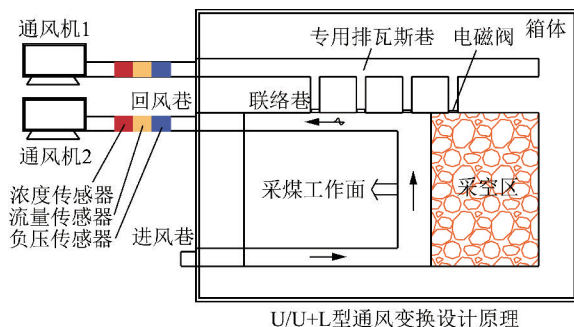 通风机1
专用排瓦斯巷
电磁阀
箱体
回风巷
联络巷
通风机2
浓度传感器
流量传感器
负压传感器
采煤工作面
采空区
进风巷
U/U+L型通风变换设计原理